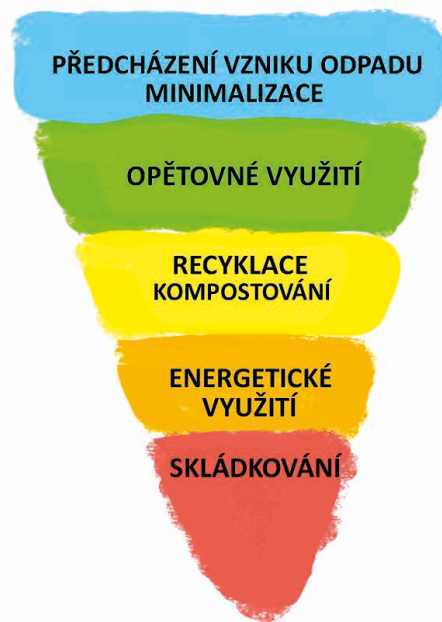 PŘEDCHÁZENÍ VZNIKU ODPADU
MINIMALIZACE
OPĚTOVNÉ VYUŽITÍ
RECYKLACE
KOMPOSTOVÁNÍ
ENERGETICKÉ
VYUŽITÍ
SKLÁDKOVÁNÍ